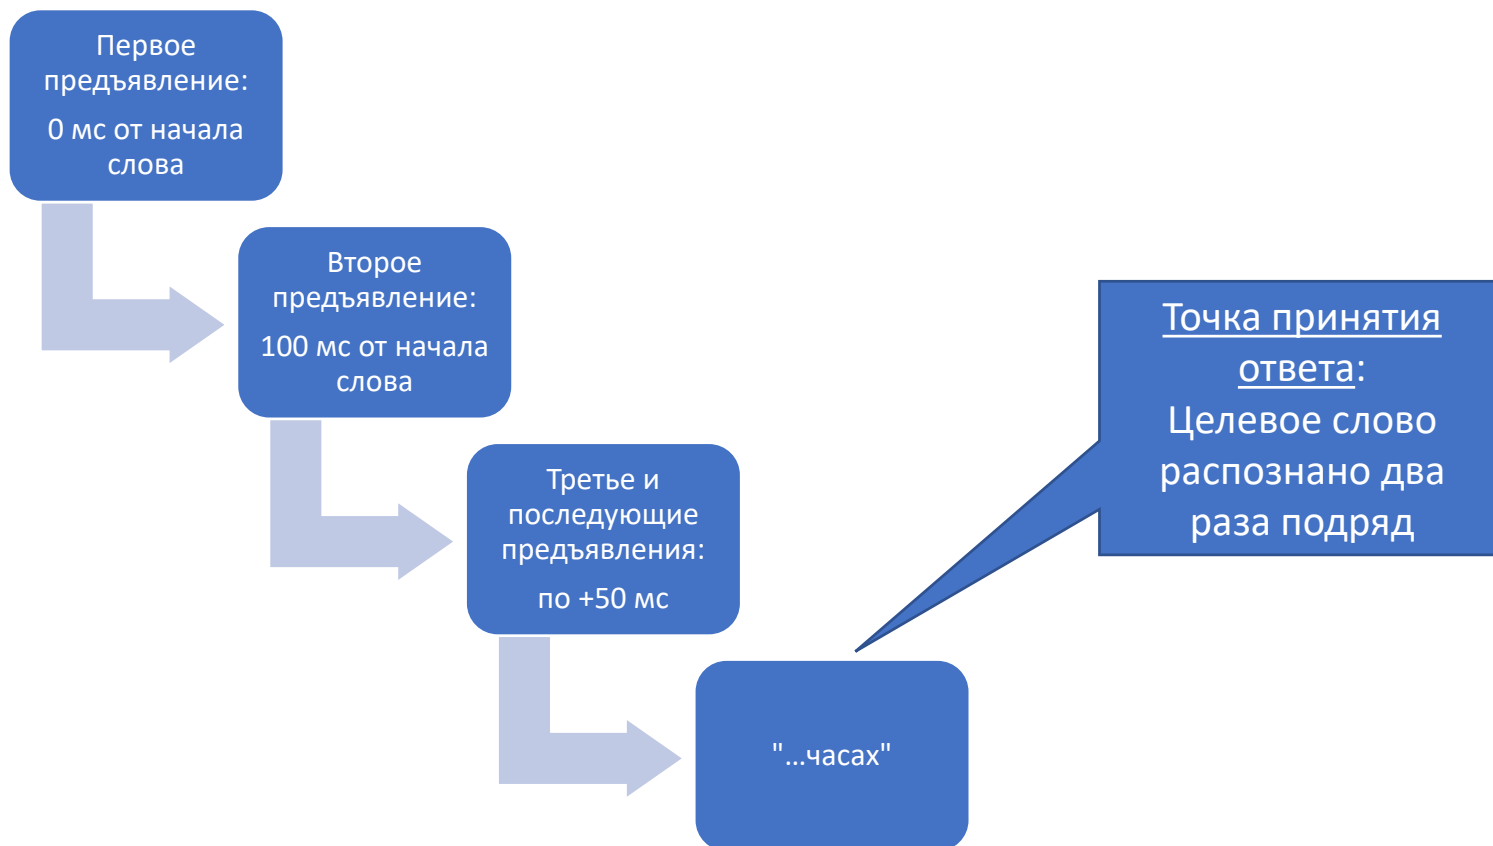 Первое
предъявление:
0 мс от начала
слова
Второе
предъявление:
100 мс от начала
слова
Третье и
последующие
предъявления:
по +50 мс
"...часах"
Точка принятия
ответа:
Целевое слово
распознано два
раза подряд